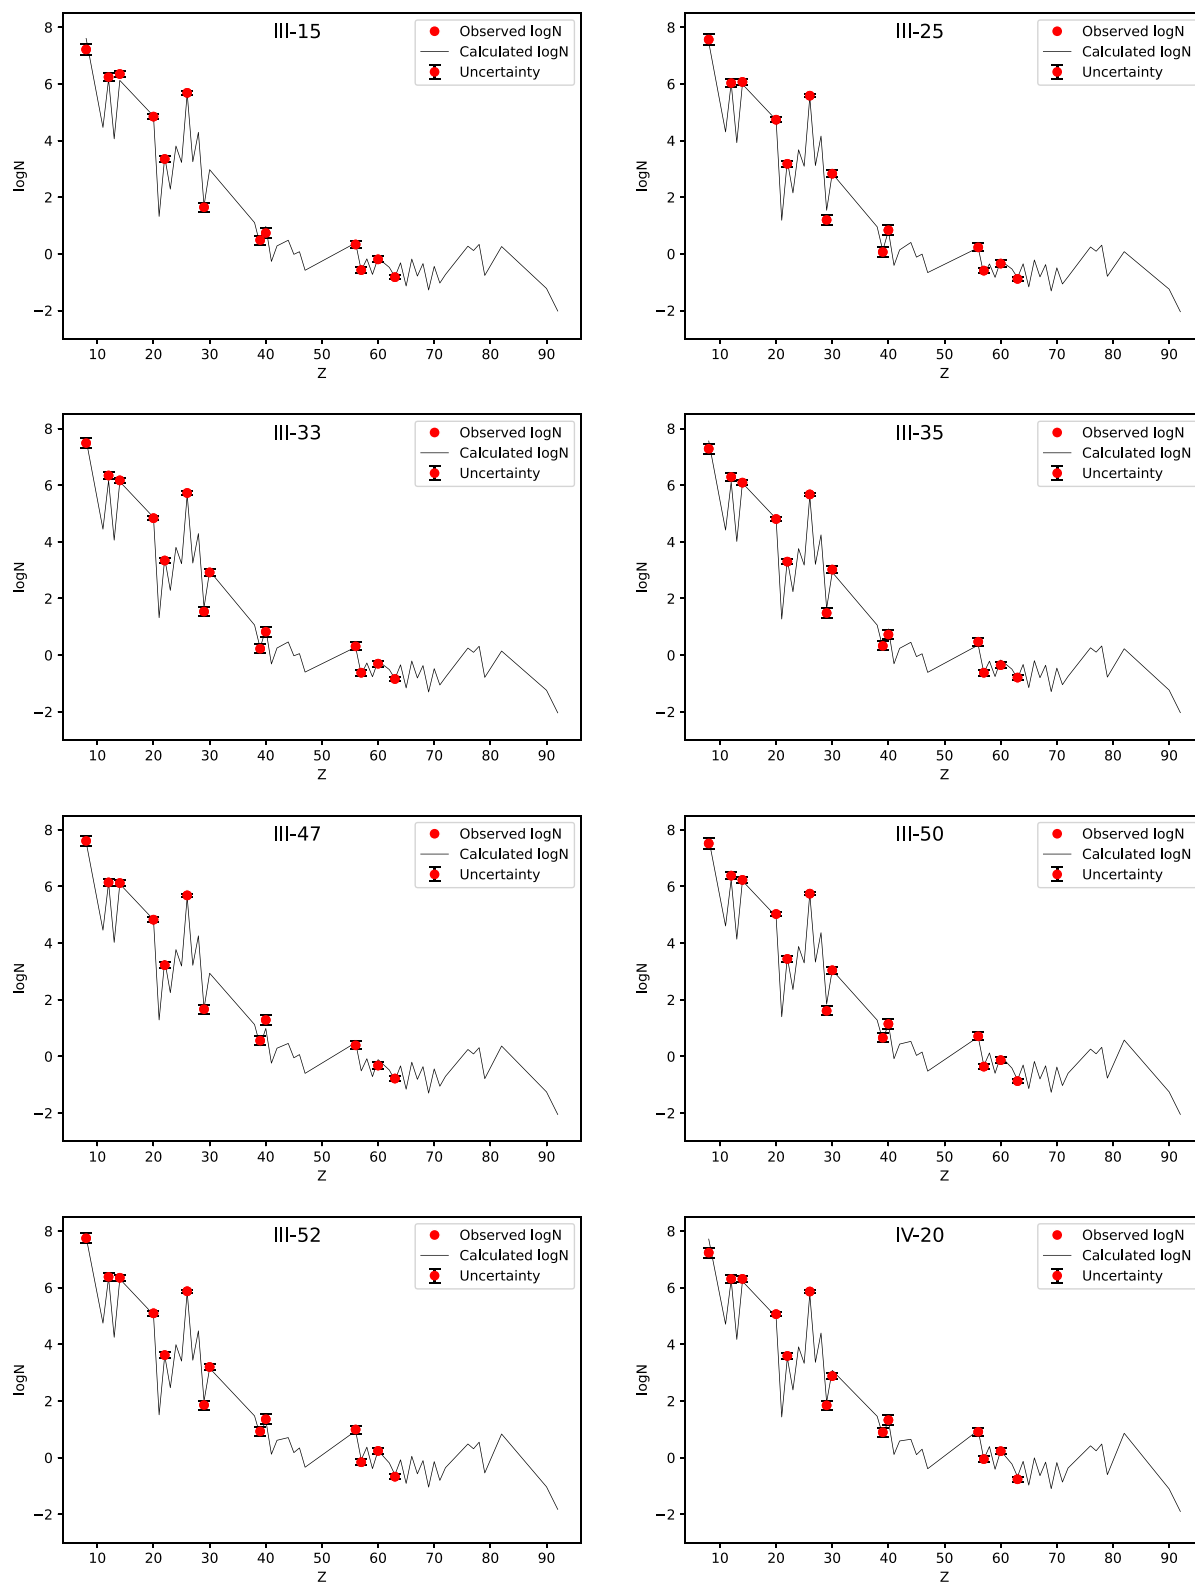 III-15
Observed logN
Calculated logN
Uncertainty
logN
8
6
4
2
0
−2
10 20 30 40 50 60 70 80 90
Z
III-25
Observed logN
Calculated logN
Uncertainty
logN
8
6
4
2
0
−2
10 20 30 40 50 60 70 80 90
Z
III-33
Observed logN
Calculated logN
Uncertainty
logN
8
6
4
2
0
−2
10 20 30 40 50 60 70 80 90
Z
III-35
Observed logN
Calculated logN
Uncertainty
logN
8
6
4
2
0
−2
10 20 30 40 50 60 70 80 90
Z
III-47
Observed logN
Calculated logN
Uncertainty
logN
8
6
4
2
0
−2
10 20 30 40 50 60 70 80 90
Z
III-50
Observed logN
Calculated logN
Uncertainty
logN
8
6
4
2
0
−2
10 20 30 40 50 60 70 80 90
Z
III-52
Observed logN
Calculated logN
Uncertainty
logN
8
6
4
2
0
−2
10 20 30 40 50 60 70 80 90
Z
IV-20
Observed logN
Calculated logN
Uncertainty
logN
8
6
4
2
0
−2
10 20 30 40 50 60 70 80 90
Z